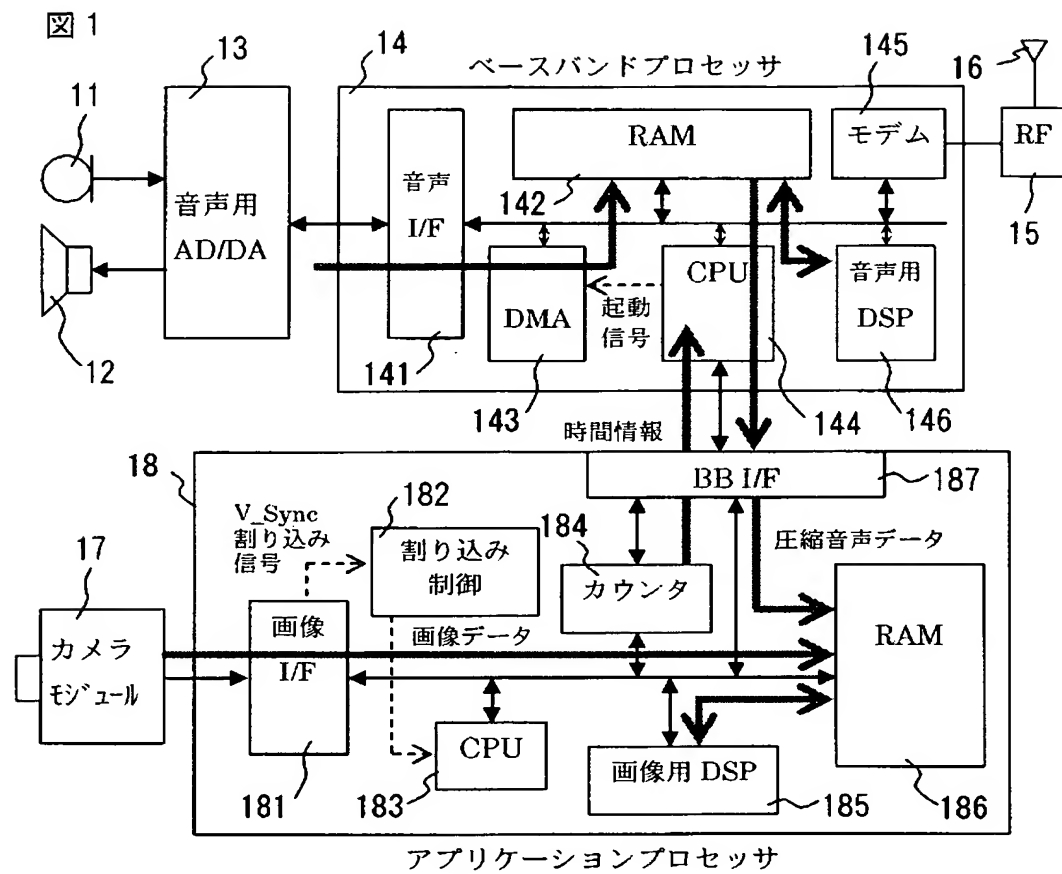 図1
13
14
ベースバンドプロセッサ
145
16
11
RAM
モデム
RF
音声用
AD/DA
音声
I/F
142
15
CPU
音声用
DSP
DMA
起動
信号
12
141
143
144
146
時間情報
18
BB I/F
187
V_Sync
割り込み
信号
182
184
圧縮音声データ
割り込み
制御
カウンタ
17
カメラ
モジュール
画像
I/F
画像データ
RAM
CPU
画像用 DSP
181
183
185
186
アプリケーションプロセッサ